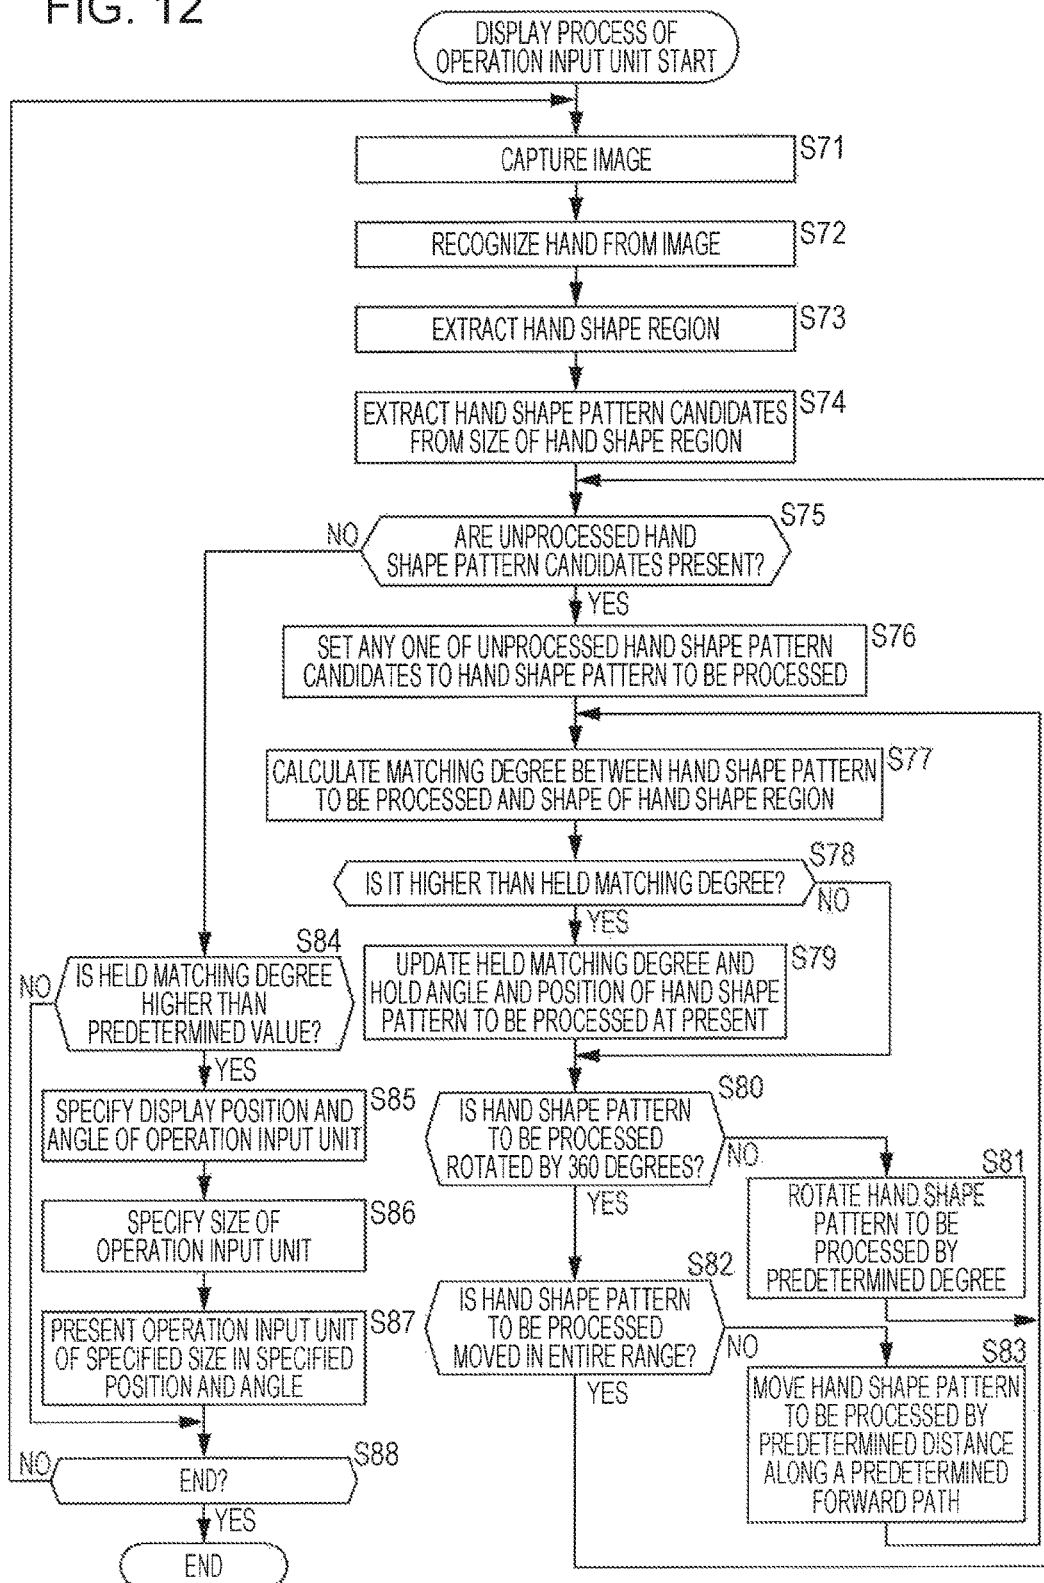 FIG. 12
DISPLAY PROCESS OF
OPERATION INPUT UNIT START
CAPTURE IMAGE
S71
RECOGNIZE HAND FROM IMAGE
S72
EXTRACT HAND SHAPE REGION
S73
EXTRACT HAND SHAPE PATTERN CANDIDATES
FROM SIZE OF HAND SHAPE REGION
S74
ARE UNPROCESSED HAND
SHAPE PATTERN CANDIDATES PRESENT?
S75
NO
YES
SET ANY ONE OF UNPROCESSED HAND SHAPE PATTERN
CANDIDATES TO HAND SHAPE PATTERN TO BE PROCESSED
S76
CALCULATE MATCHING DEGREE BETWEEN HAND SHAPE PATTERN
TO BE PROCESSED AND SHAPE OF HAND SHAPE REGION
S77
IS IT HIGHER THAN HELD MATCHING DEGREE?
S78
NO
YES
UPDATE HELD MATCHING DEGREE AND
HOLD ANGLE AND POSITION OF HAND SHAPE
PATTERN TO BE PROCESSED AT PRESENT
S79
IS HAND SHAPE PATTERN
TO BE PROCESSED
ROTATED BY 360 DEGREES?
S80
NO
YES
ROTATE HAND SHAPE
PATTERN TO BE
PROCESSED BY
PREDETERMINED DEGREE
S81
IS HAND SHAPE PATTERN
TO BE PROCESSED
MOVED IN ENTIRE RANGE?
S82
NO
YES
MOVE HAND SHAPE PATTERN
TO BE PROCESSED BY
PREDETERMINED DISTANCE
ALONG A PREDETERMINED
FORWARD PATH
S83
IS HELD MATCHING DEGREE
HIGHER THAN
PREDETERMINED VALUE?
S84
NO
YES
SPECIFY DISPLAY POSITION AND
ANGLE OF OPERATION INPUT UNIT
S85
SPECIFY SIZE OF
OPERATION INPUT UNIT
S86
PRESENT OPERATION INPUT UNIT
OF SPECIFIED SIZE IN SPECIFIED
POSITION AND ANGLE
S87
END?
S88
NO
YES
END